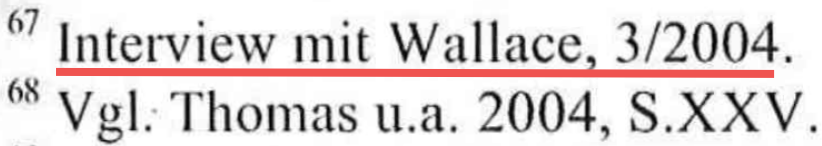 67 Interview mit Wallace, 3/2004.
68 Vgl. Thomas u.a. 2004, S.XXV.